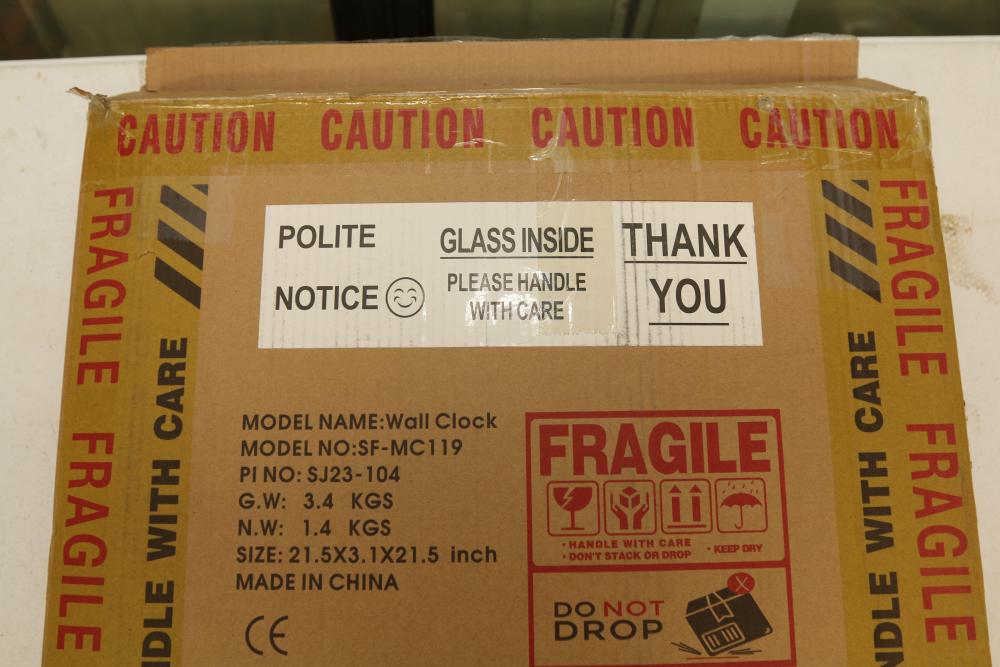 CAUTION CAUTION CAUTION CAUTION
FRAGILE FRAGILE FRAGILE
NDLE WITH CARE
POLITE
NOTICE
GLASS INSIDE
PLEASE HANDLE
WITH CARE
THANK
YOU
MODEL NAME:Wall Clock
MODEL NO:SF-MC119
PI NO: SJ23-104
G.W: 3.4 KGS
N.W: 1.4 KGS
SIZE: 21.5X3.1X21.5 inch
MADE IN CHINA
CE
FRAGILE
• HANDLE WITH CARE
• DON'T STACK OR DROP
• KEEP DRY
DO NOT
DROP
NDLE WITH CARE
FRAGILE FRAGILE